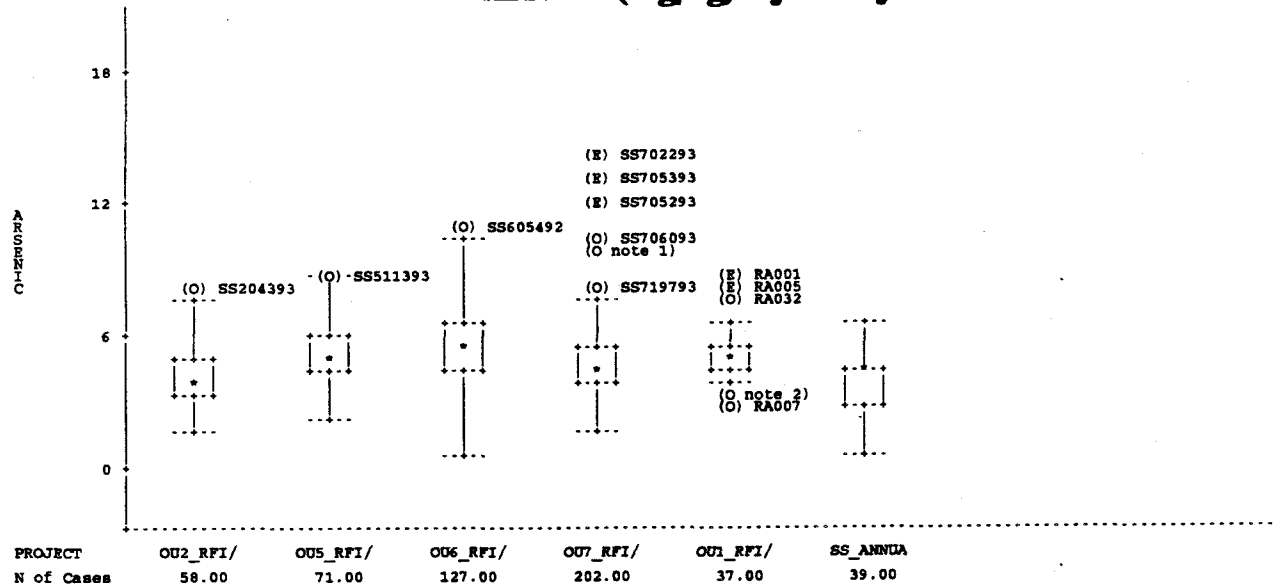 18
(E) SS702293
(E) SS705393
12
(E) SS705293
ARSENIC
(O) SS605492
(O) SS706093
(O note 1)
(O) SS511393
(E) RA001
(O) SS204393
(O) SS719793
(E) RA005
(O) RA032
6
(O note 2)
(O) RA007
0
PROJECT OU2_RFI/ OU5_RFI/ OU6_RFI/ OU7_RFI/ OU1_RFI/ SS_ANNUA
N of Cases 58.00 71.00 127.00 202.00 37.00 39.00